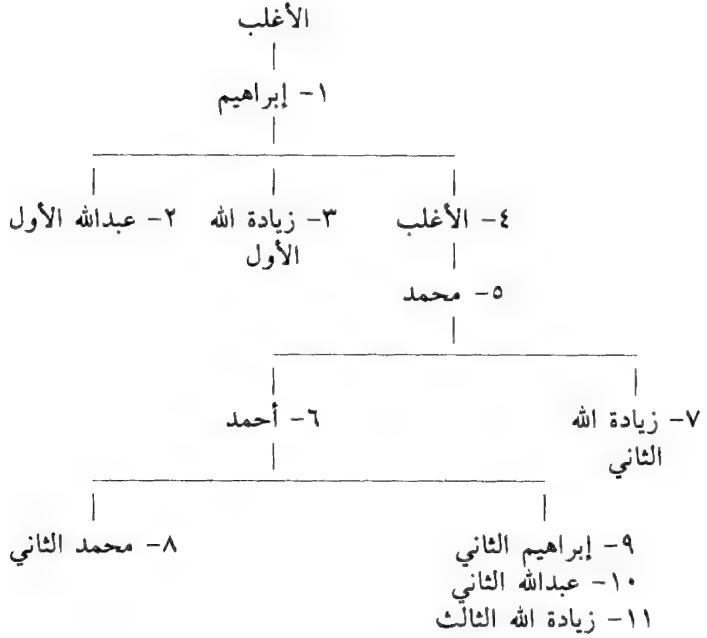 الأغلب
١- إبراهيم
٤- الأغلب
٣- زيادة الله
الأول
٢- عبدالله الأول
٥- محمد
٧- زيادة الله
الثاني
٦- أحمد
٩- إبراهيم الثاني
١٠- عبدالله الثاني
١١- زيادة الله الثالث
٨- محمد الثاني